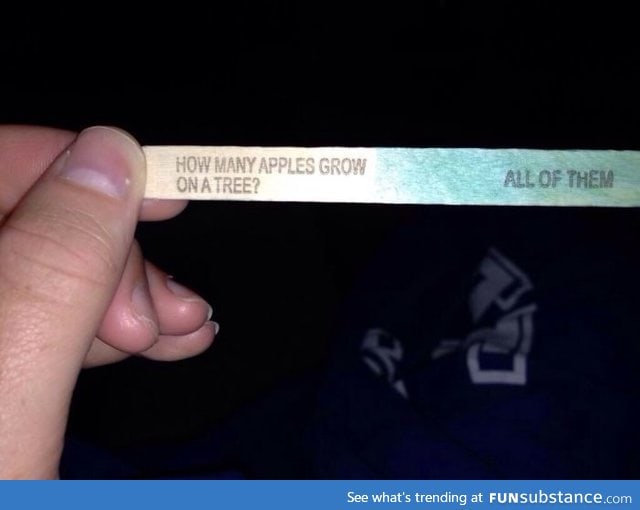 HOW MANY APPLES GROW
ON A TREE?
ALL OF THEM
See what's trending at FUNsubstance.com